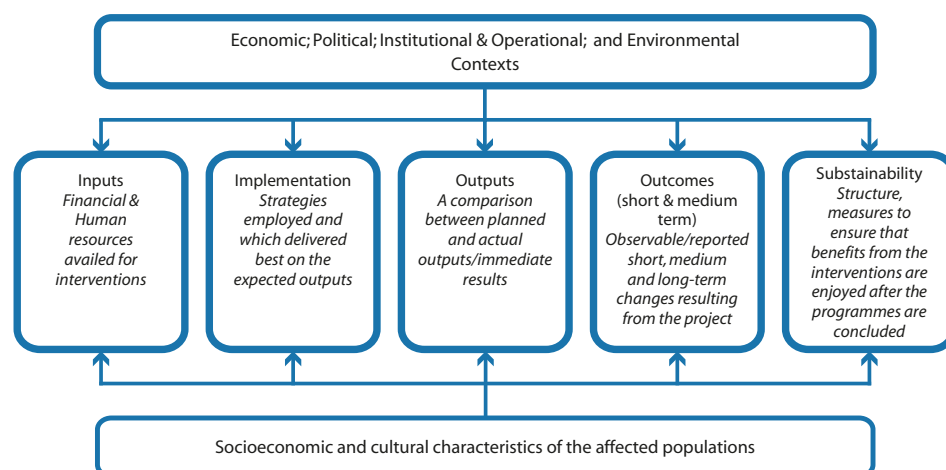 Economic; Political; Institutional & Operational; and Environmental
Contexts
Inputs
Financial &
Human
resources
availed for
interventions
Implementation
Strategies
employed and
which delivered
best on the
expected outputs
Outputs
A comparison
between planned
and actual
outputs/immediate
results
Outcomes
(short & medium
term)
Observable/reported
short, medium
and long-term
changes resulting
from the project
Substainability
Structure,
measures to
ensure that
benefits from the
interventions are
enjoyed after the
programmes are
concluded
Socioeconomic and cultural characteristics of the affected populations